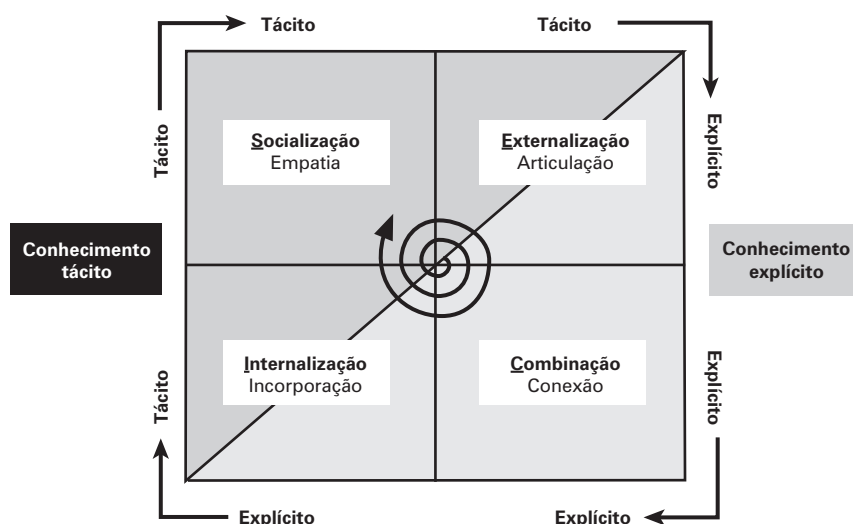 Tácito
Tácito
Tácito
Explícito
Socialização
Empatia
Externalização
Articulação
Conhecimento
tácito
Conhecimento
explícito
Internalização
Incorporação
Combinação
Conexão
Tácito
Explícito
Explícito
Explícito